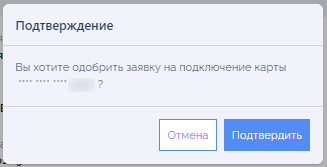 Подтверждение
Вы хотите одобрить заявку на подключение карты
**** **** **** ?
Отмена
Подтвердить